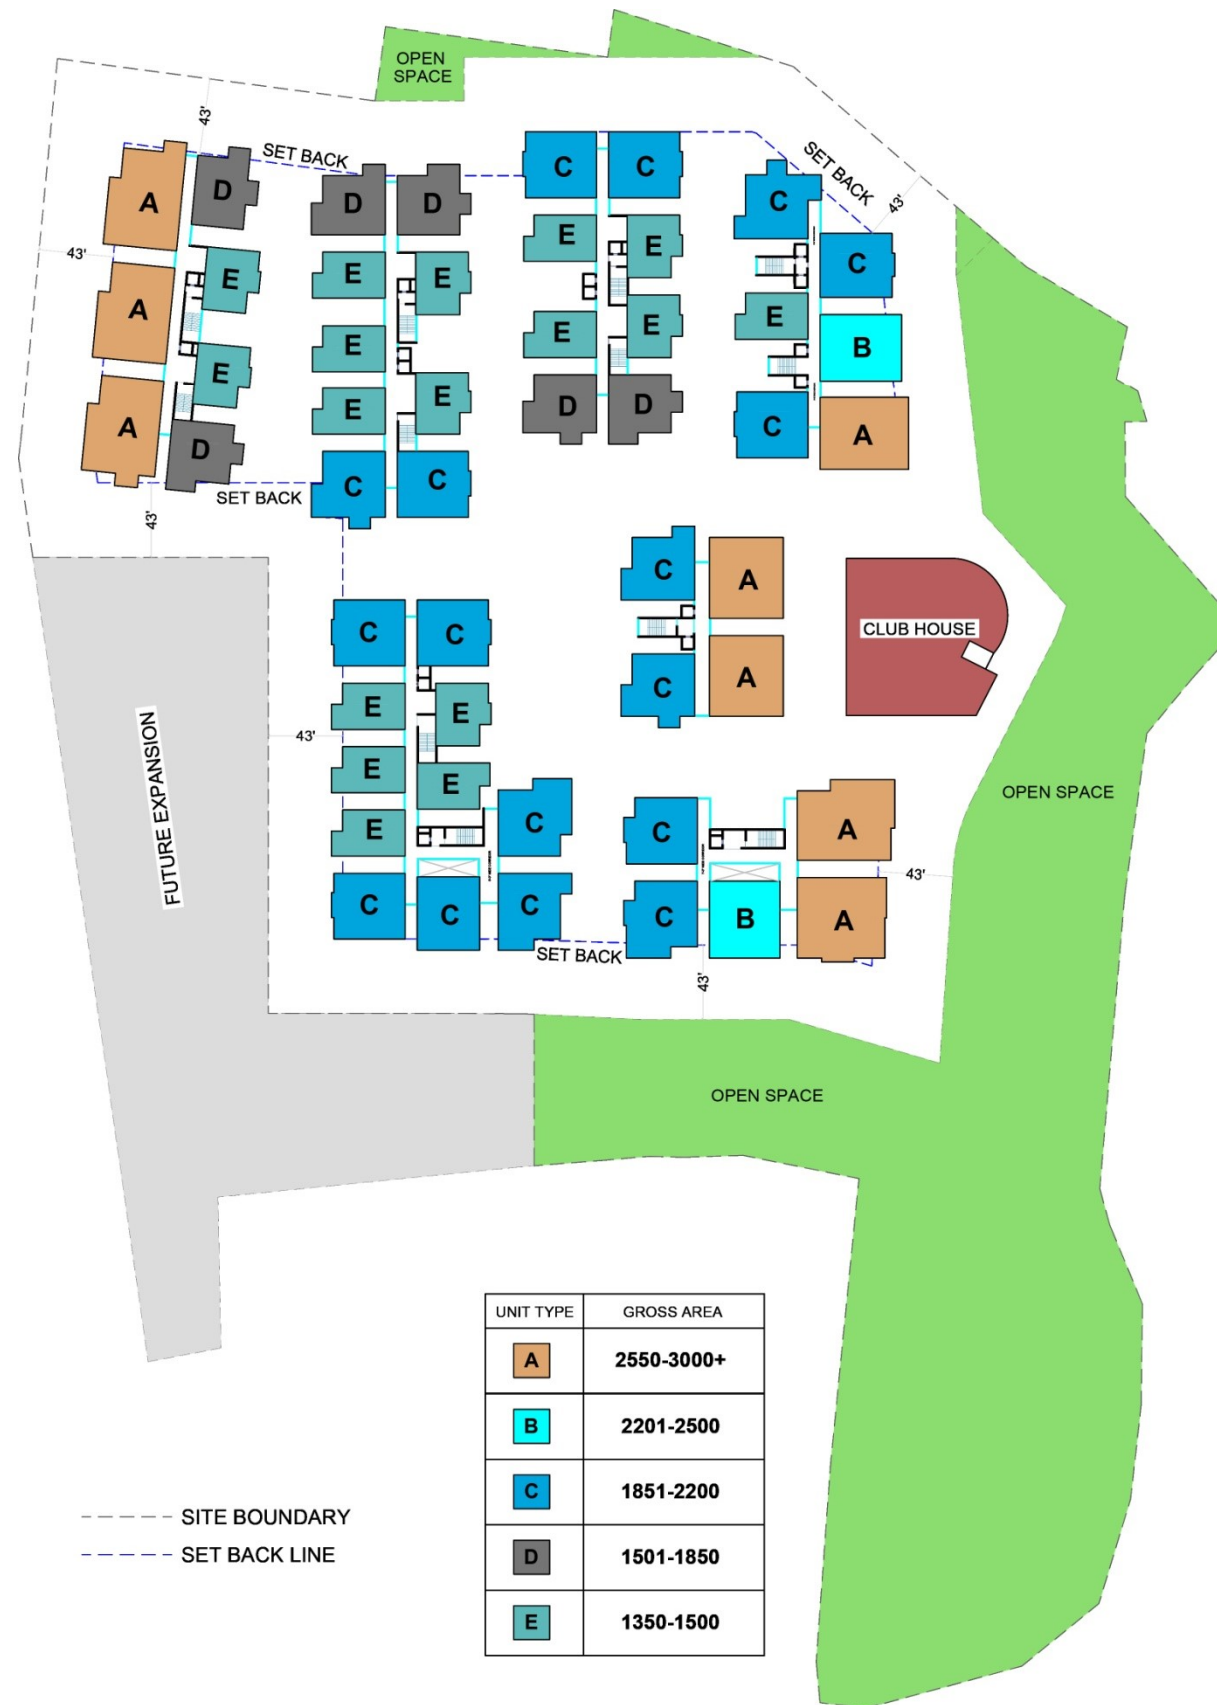 OPEN
SPACE
43'
SET BACK
SET BACK
43'
43'
A
D
D
D
C
C
C
C
A
E
E
E
E
E
E
B
E
E
E
E
E
A
D
E
E
D
D
C
A
C
C
SET BACK
43'
C
A
C
A
CLUB HOUSE
C
C
E
E
E
E
E
C
C
C
C
43'
FUTURE EXPANSION
C
A
C
B
A
43'
SET BACK
43'
OPEN SPACE
OPEN SPACE
UNIT TYPE GROSS AREA
A 2550-3000+
B 2201-2500
C 1851-2200
D 1501-1850
E 1350-1500
SITE BOUNDARY
SET BACK LINE